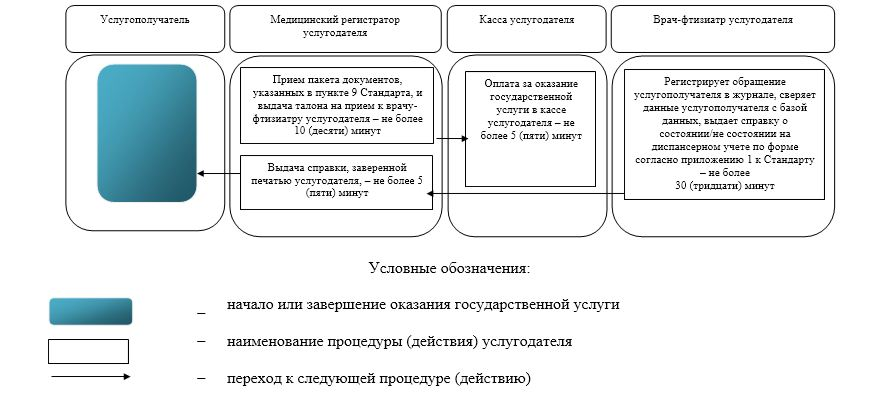 Услугополучатель
Медицинский регистратор
услугодателя
Касса услугодателя
Врач-фтизиатр услугодателя
Прием пакета документов,
указанных в пункте 9 Стандарта, и
выдача талона на прием к врачу-
фтизиатру услугодателя – не более
10 (десяти) минут
Выдача справки, заверенной
печатью услугодателя, – не более 5
(пяти) минут
Оплата за оказание
государственной
услуги в кассе
услугодателя – не
более 5 (пяти) минут
Регистрирует обращение
услугополучателя в журнале, сверяет
данные услугополучателя с базой
данных, выдает справку о
состоянии/не состоянии на
диспансерном учете по форме
согласно приложению 1 к Стандарту
– не более
30 (тридцати) минут
Условные обозначения:
– начало или завершение оказания государственной услуги
– наименование процедуры (действия) услугодателя
– переход к следующей процедуре (действию)